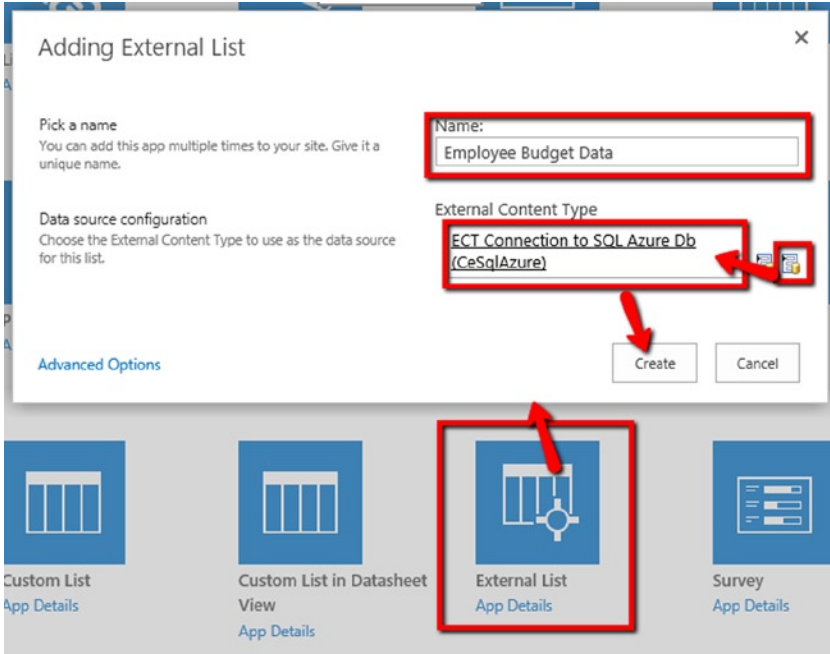 Adding External List
Pick a name
You can add this app multiple times to your site. Give it a
unique name.
Name:
Employee Budget Data
Data source configuration
Choose the External Content Type to use as the data source
for this list.
External Content Type
ECT Connection to SQL Azure Db
(CeSqlAzure)
Advanced Options
Create
Cancel
Custom List
App Details
Custom List in Datasheet
View
App Details
External List
App Details
Survey
App Details